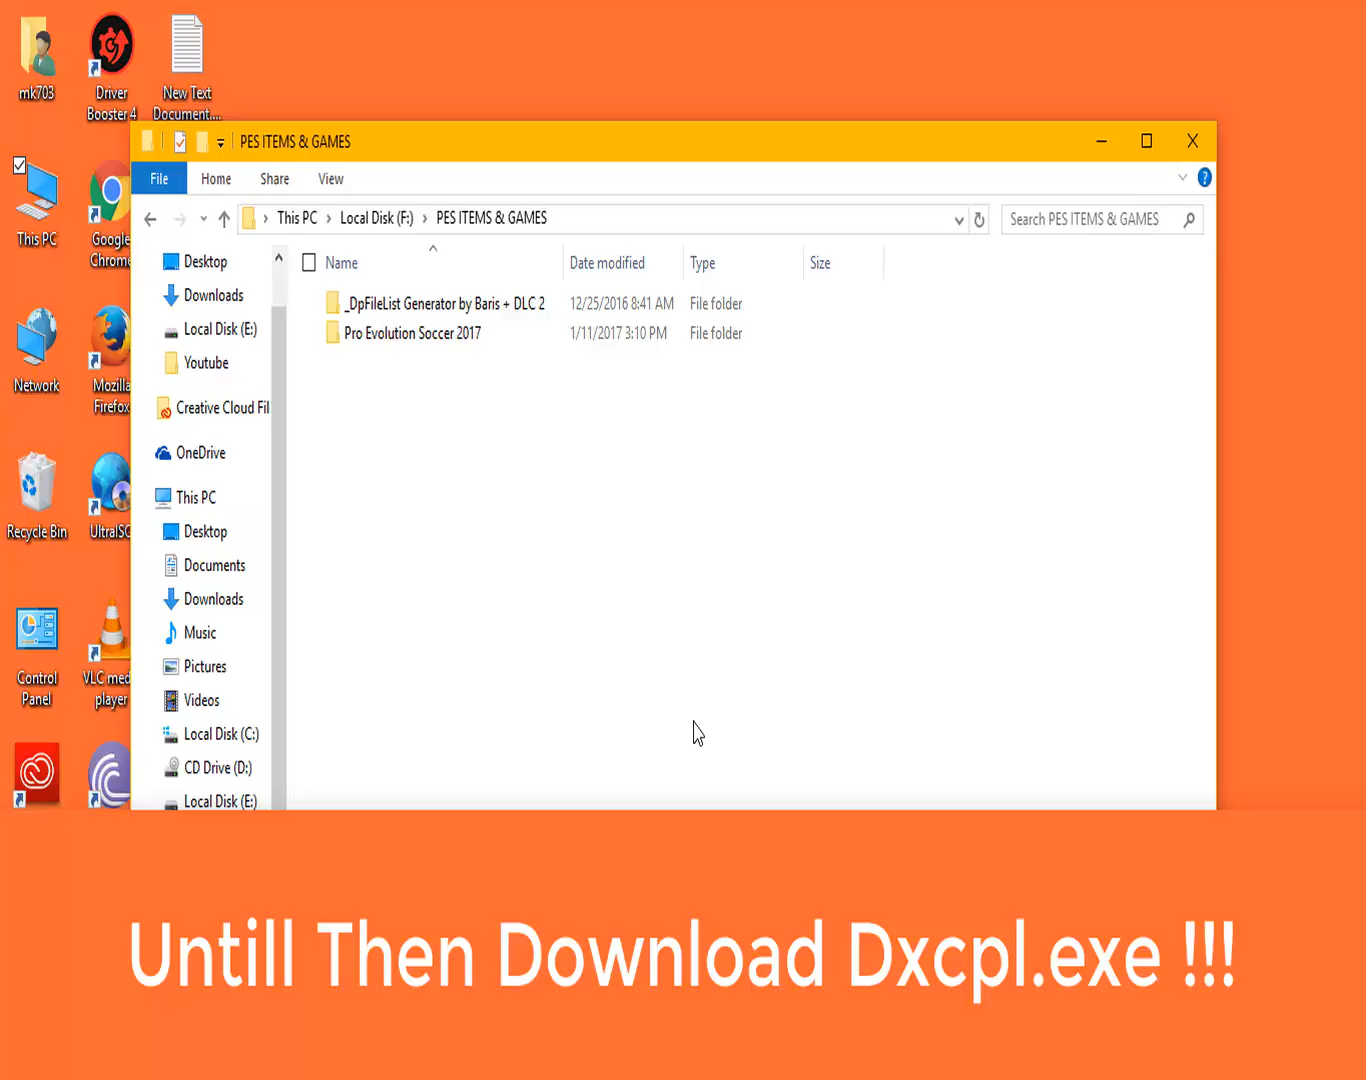 mk703
Driver
Booster 4
New Text
Document....
PES ITEMS & GAMES
File Home Share View
This PC > Local Disk (F:) > PES ITEMS & GAMES
Search PES ITEMS & GAMES
This PC
Google
Chrome
Network
Mozilla
Firefox
Recycle Bin
UltraISO
Control
Panel
VLC med
player
Desktop
Downloads
Local Disk (E:)
Youtube
Creative Cloud Fil
OneDrive
This PC
Desktop
Documents
Downloads
Music
Pictures
Videos
Local Disk (C:)
CD Drive (D:)
Local Disk (E:)
Name Date modified Type Size
_DpFileList Generator by Baris + DLC 2 12/25/2016 8:41 AM File folder
Pro Evolution Soccer 2017 1/11/2017 3:10 PM File folder
Untill Then Download Dxcpl.exe !!!